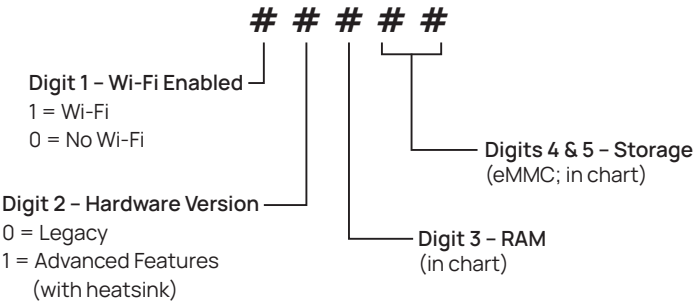 # # # # #
Digit 1 – Wi-Fi Enabled
1 = Wi-Fi
0 = No Wi-Fi
Digits 4 & 5 – Storage
(eMMC; in chart)
Digit 2 – Hardware Version
0 = Legacy
1 = Advanced Features
(with heatsink)
Digit 3 – RAM
(in chart)